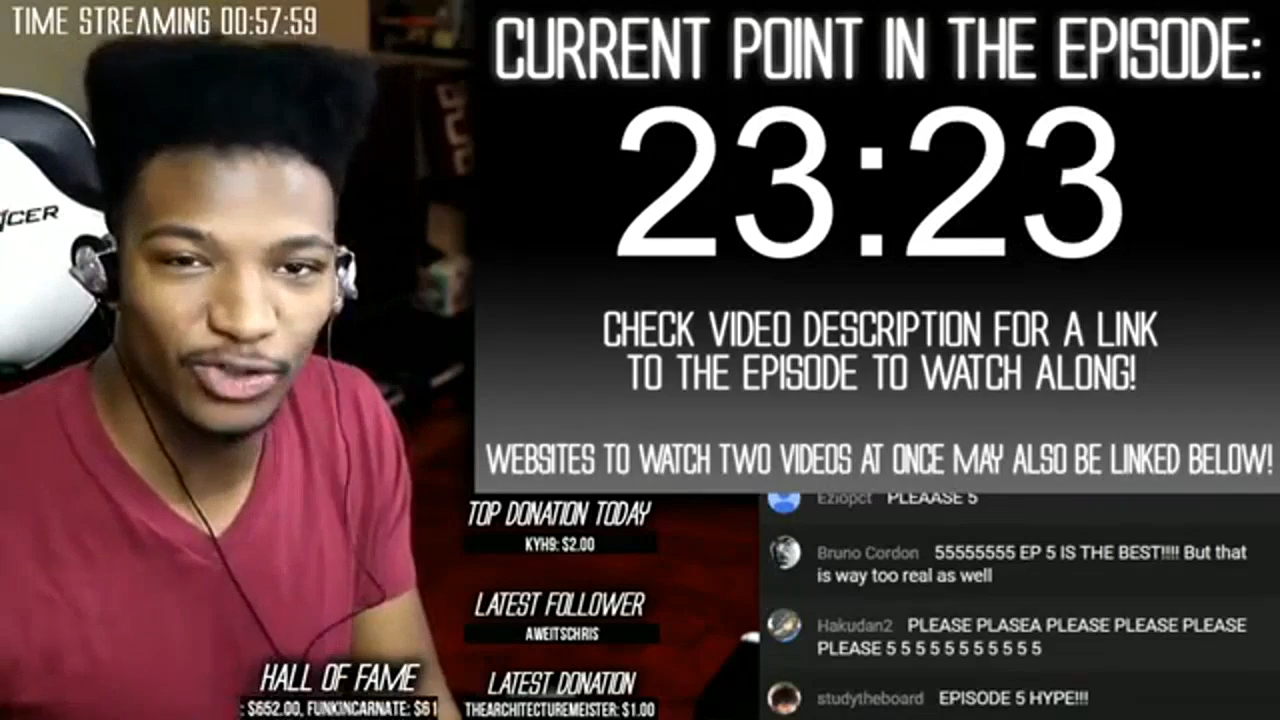 TIME STREAMING 00:57:59
CURRENT POINT IN THE EPISODE:
23:23
CHECK VIDEO DESCRIPTION FOR A LINK
TO THE EPISODE TO WATCH ALONG!
WEBSITES TO WATCH TWO VIDEOS AT ONCE MAY ALSO BE LINKED BELOW!
TOP DONATION TODAY
KYH9: $2.00
LATEST FOLLOWER
AWEITSCHRIS
LATEST DONATION
THEARCHITECTUREMEISTER: $1.00
HALL OF FAME
: $652.00, FUNKINCARNATE: $61
Eziopct PLEAASE 5
Bruno Cordon 55555555 EP 5 IS THE BEST!!!! But that
is way too real as well
Hakudan2 PLEASE PLASEA PLEASE PLEASE PLEASE
PLEASE 5 5 5 5 5 5 5 5 5 5 5
studytheboard EPISODE 5 HYPE!!!